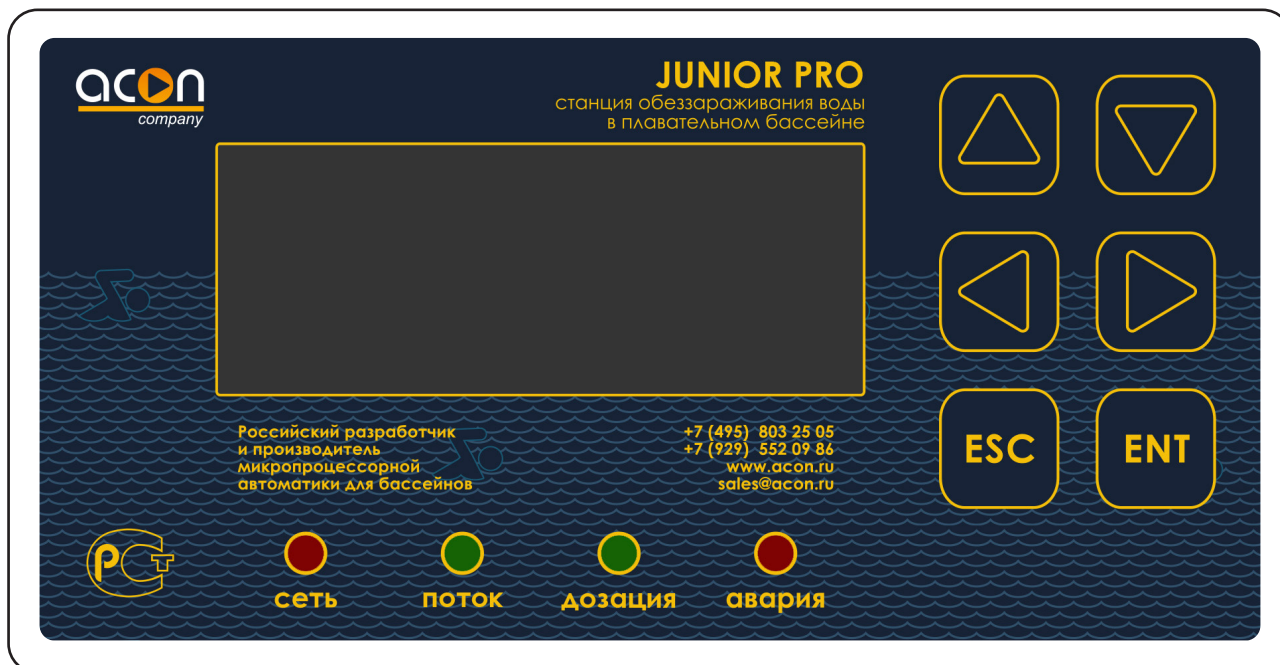 acon
company
JUNIOR PRO
станция обеззараживания воды
в плавательном бассейне
Российский разработчик
и производитель
микропроцессорной
автоматики для бассейнов
+7 (495) 803 25 05
+7 (929) 552 09 86
www.acon.ru
sales@acon.ru
ESC
ENT
РСТ
сеть
поток
дозация
авария